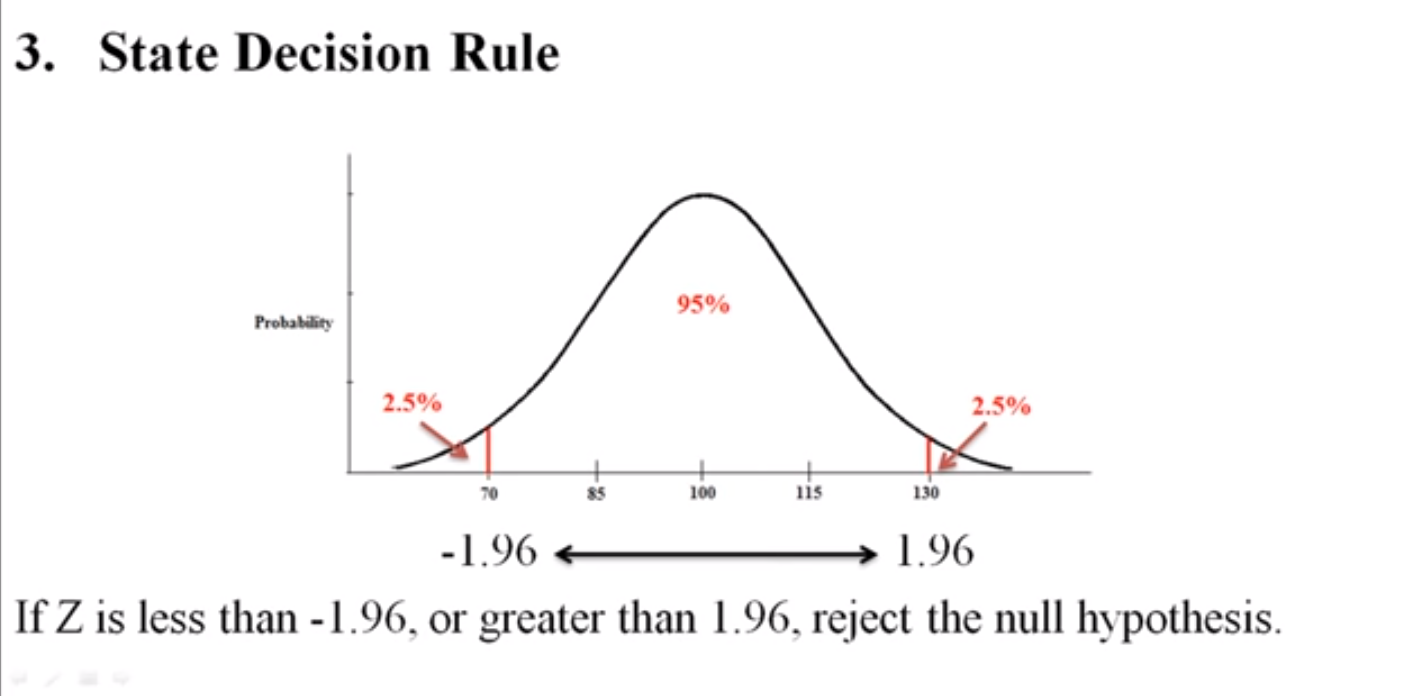 3. State Decision Rule
95%
Probability
2.5%
2.5%
70 85 100 115 130
-1.96 1.96
If Z is less than -1.96, or greater than 1.96, reject the null hypothesis.